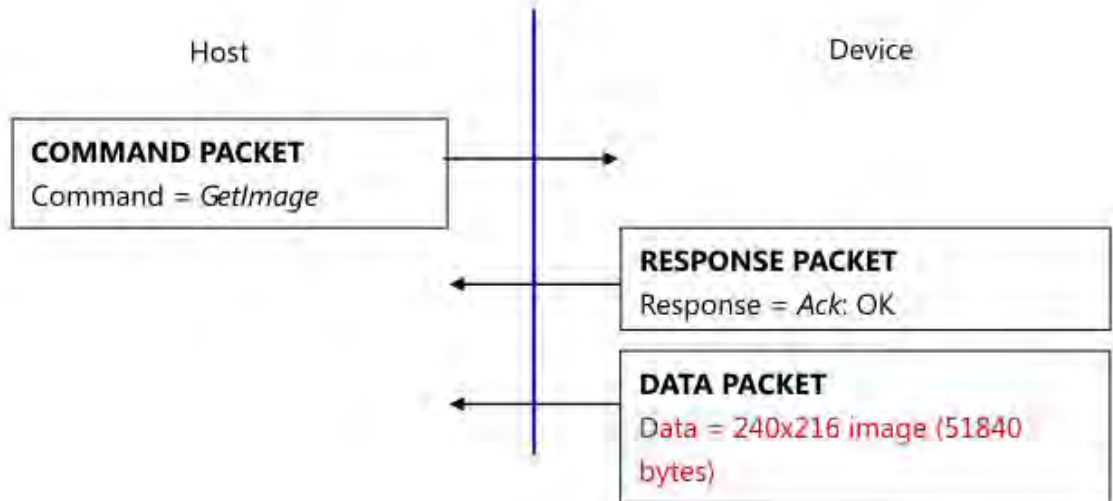 Host
Device
COMMAND PACKET
Command = GetImage
RESPONSE PACKET
Response = Ack: OK
DATA PACKET
Data = 240x216 image (51840
bytes)